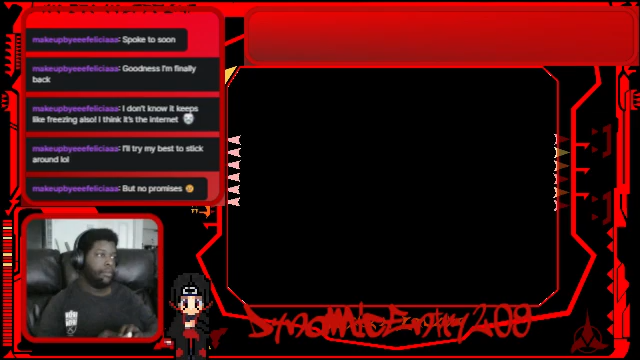 makeupbyeeefeliciaaa: Spoke to soon
makeupbyeeefeliciaaa: Goodness I'm finally
back
makeupbyeeefeliciaaa: I don't know it keeps
like freezing also! I think it's the internet
makeupbyeeefeliciaaa: I'll try my best to stick
around lol
makeupbyeeefeliciaaa: But no promises